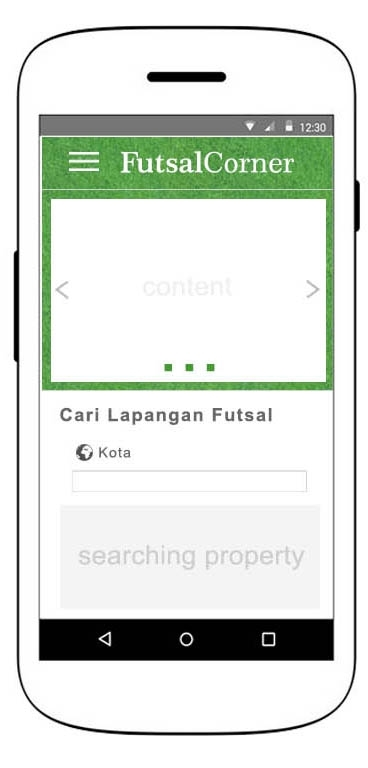 12:30
FutsalCorner
content
Cari Lapangan Futsal
Kota
searching property